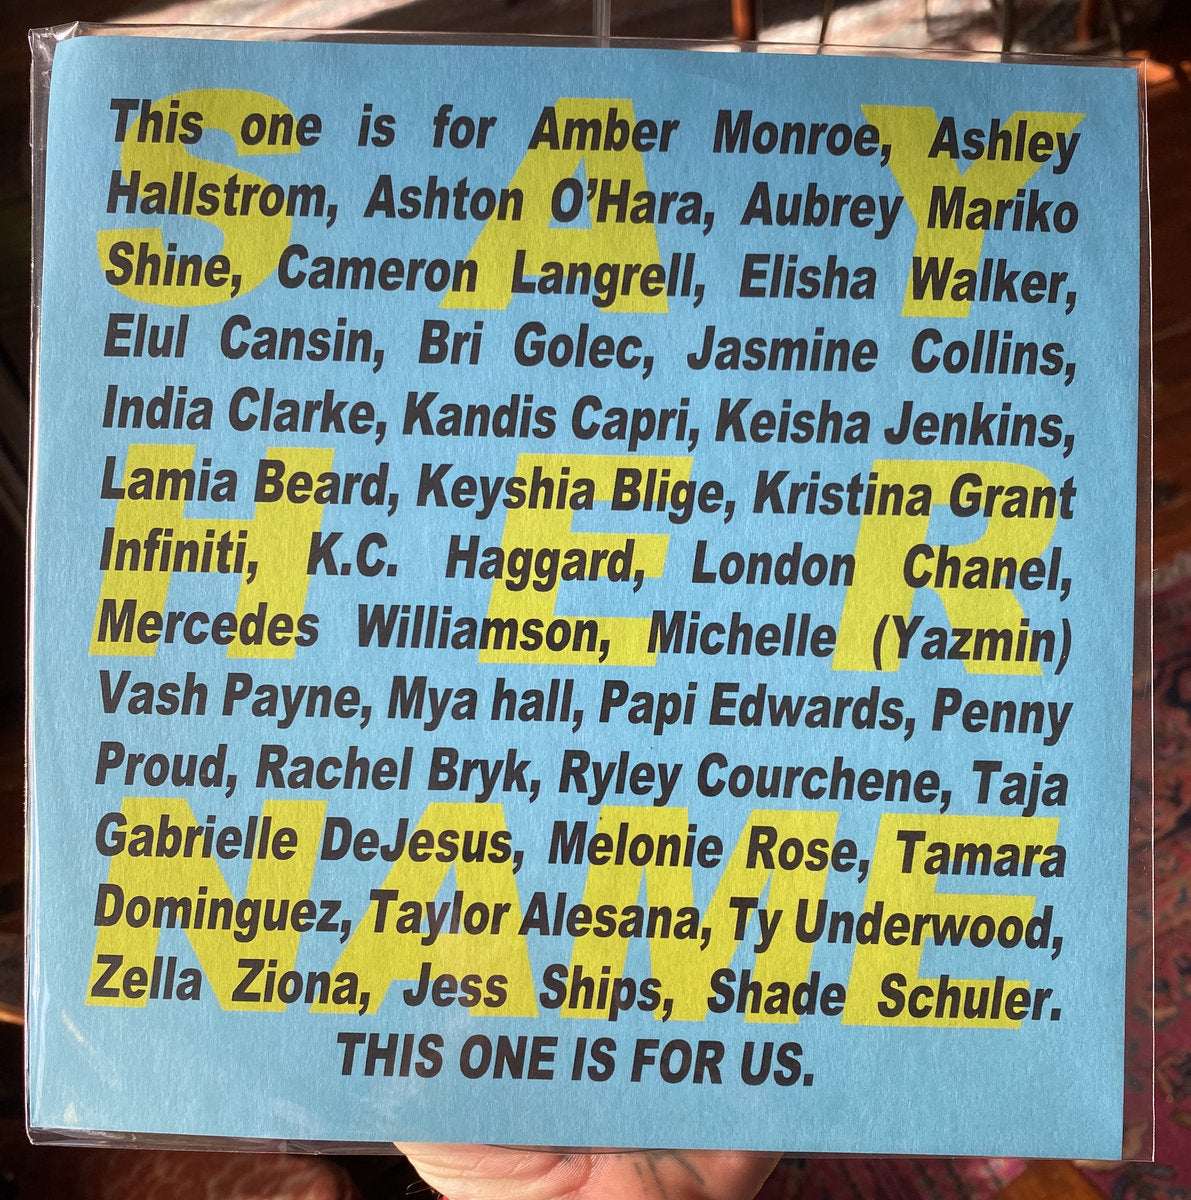 This one is for Amber Monroe, Ashley
Hallstrom, Ashton O'Hara, Aubrey Mariko
Shine, Cameron Langrell, Elisha Walker,
Elul Cansin, Bri Golec, Jasmine Collins,
India Clarke, Kandis Capri, Keisha Jenkins,
Lamia Beard, Keyshia Blige, Kristina Grant
Infiniti, K.C. Haggard, London Chanel,
Mercedes Williamson, Michelle (Yazmin)
Vash Payne, Mya hall, Papi Edwards, Penny
Proud, Rachel Bryk, Ryley Courchene, Taja
Gabrielle DeJesus, Melonie Rose, Tamara
Dominguez, Taylor Alesana, Ty Underwood,
Zella Ziona, Jess Ships, Shade Schuler.
THIS ONE IS FOR US.
SAY
HER
NAME